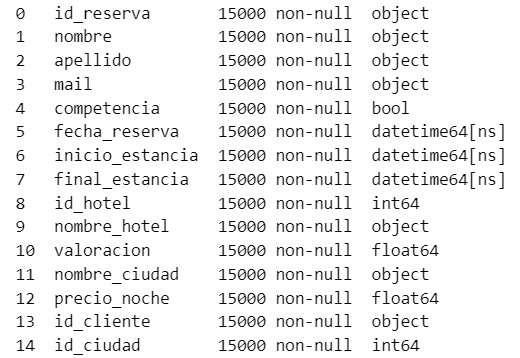 0 id_reserva 15000 non-null object
1 nombre 15000 non-null object
2 apellido 15000 non-null object
3 mail 15000 non-null object
4 competencia 15000 non-null bool
5 fecha_reserva 15000 non-null datetime64[ns]
6 inicio_estancia 15000 non-null datetime64[ns]
7 final_estancia 15000 non-null datetime64[ns]
8 id_hotel 15000 non-null int64
9 nombre_hotel 15000 non-null object
10 valoracion 15000 non-null float64
11 nombre_ciudad 15000 non-null object
12 precio_noche 15000 non-null float64
13 id_cliente 15000 non-null object
14 id_ciudad 15000 non-null int64